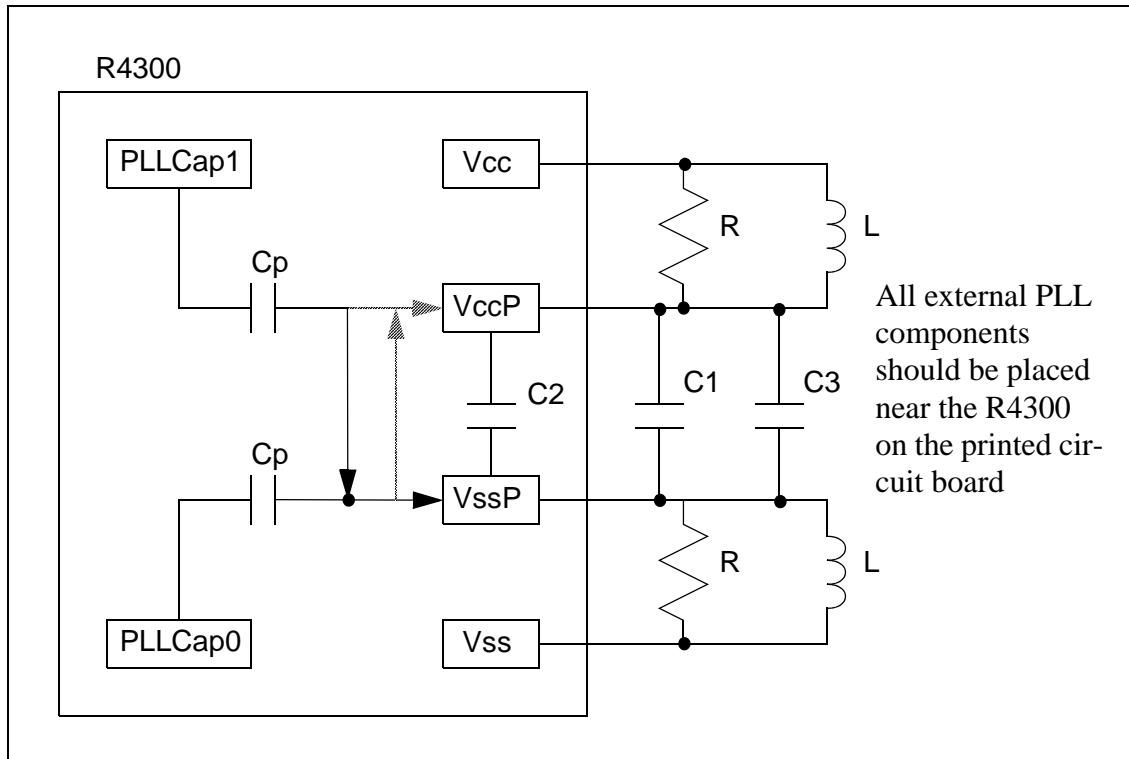 R4300
PLLCap1
Vcc
R
L
Cp
VccP
All external PLL
components
should be placed
near the R4300
on the printed cir-
cuit board
C2
C1
C3
Cp
VssP
R
L
PLLCap0
Vss